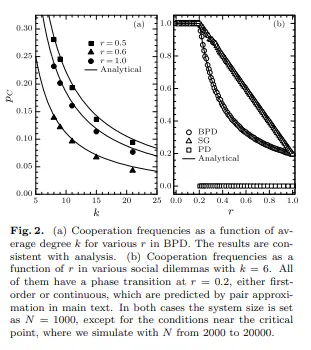 (a)
r = 0.5
r = 0.6
r = 1.0
Analytical
0.30
0.25
0.20
0.15
0.10
0.05
0.00
p_C
5 10 15 20 25
k
(b)
1.0
0.8
0.6
0.4
0.2
0.0
BPD
SG
PD
Analytical
0.0 0.2 0.4 0.6 0.8 1.0
r
Fig. 2. (a) Cooperation frequencies as a function of av-
erage degree k for various r in BPD. The results are con-
sistent with analysis. (b) Cooperation frequencies as a
function of r in various social dilemmas with k = 6. All
of them have a phase transition at r = 0.2, either first-
order or continuous, which are predicted by pair approxi-
mation in main text. In both cases the system size is set
as N = 1000, except for the conditions near the critical
point, where we simulate with N from 2000 to 20000.